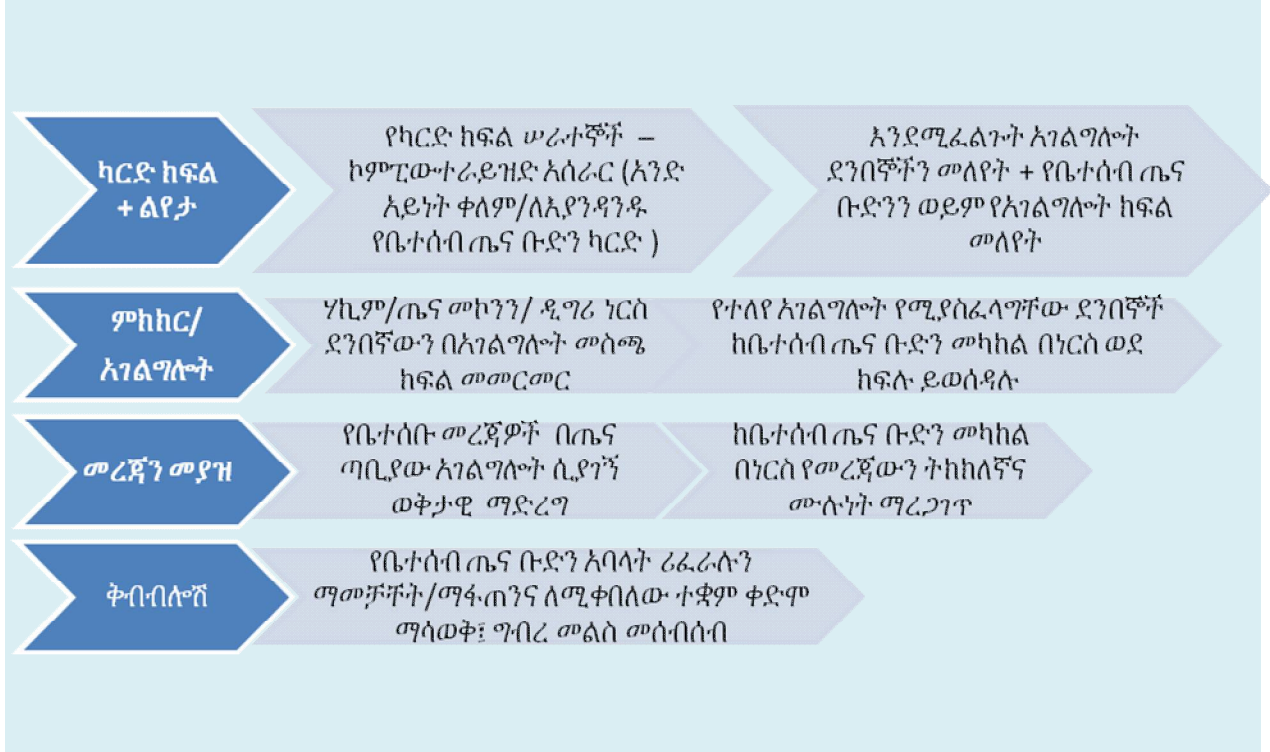 ካርድ ክፍል
+ ልየታ
የካርድ ክፍል ሠራተኞች –
ኮምፒውተራይዝድ አሰራር (አንድ
አይነት ቀለም/ለእያንዳንዱ
የቤተሰብ ጤና ቡድን ካርድ )
እንደሚፈልጉት አገልግሎት
ደንበኞችን መለየት + የቤተሰብ ጤና
ቡድንን ወይም የአገልግሎት ክፍል
መለየት
ምክክር/
አገልግሎት
ሃኪም/ጤና መኮንን/ ዲግሪ ነርስ
ደንበኛውን በአገልግሎት መስጫ
ክፍል መመርመር
የተለየ አገልግሎት የሚያስፈላግቸው ደንበኞች
ከቤተሰብ ጤና ቡድን መካከል በነርስ ወደ
ክፍሉ ይወሰዳሉ
መረጃን መያዝ
የቤተሰቡ መረጃዎች በጤና
ጣቢያው አገልግሎት ሲያገኝ
ወቅታዊ ማድረግ
ከቤተሰብ ጤና ቡድን መካከል
በነርስ የመረጃውን ትክክለኛና
ሙሉነት ማረጋገጥ
ቅብብሎሽ
የቤተሰብ ጤና ቡድን አባላት ሪፈራሉን
ማመቻቸት/ማፋጠንና ለሚቀበለው ተቋም ቀድሞ
ማሳወቅ፤ ግብረ መልስ መሰብሰብ